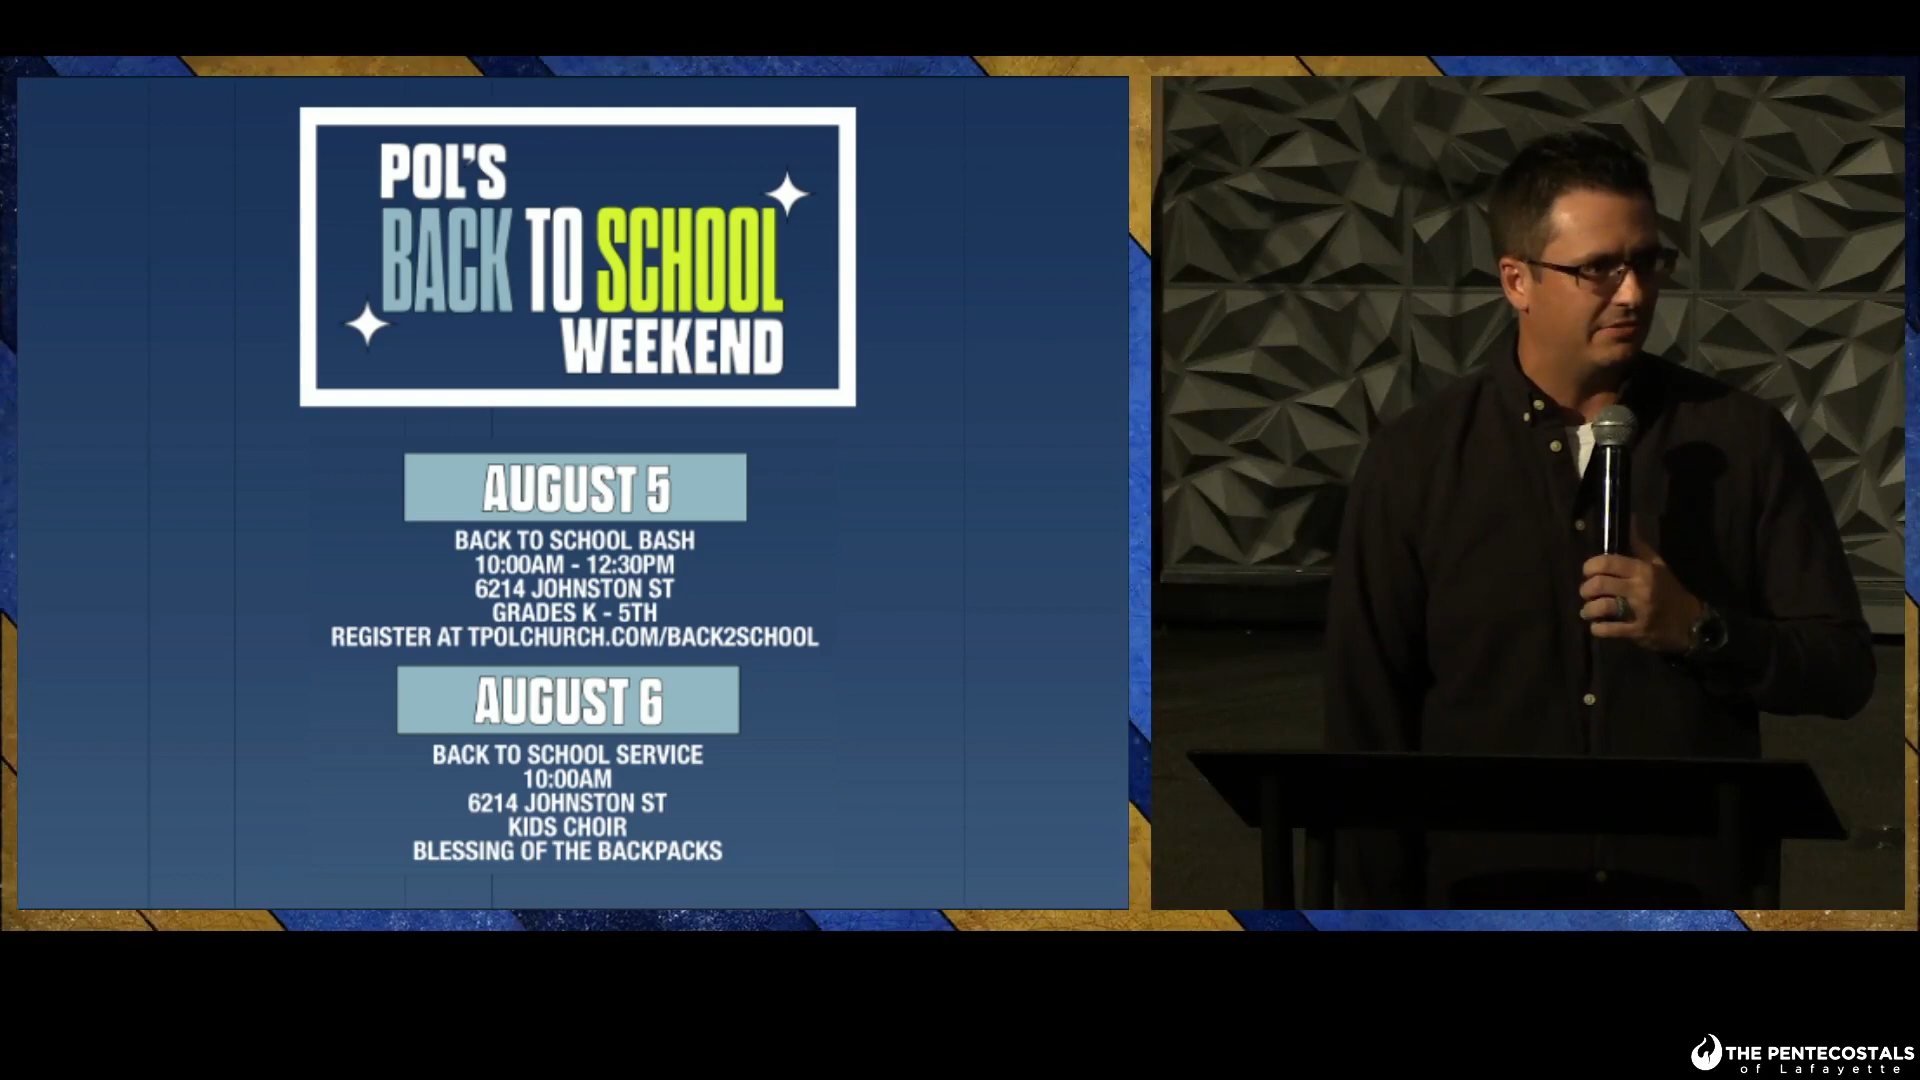 POL'S
BACK TO SCHOOL
WEEKEND
AUGUST 5
BACK TO SCHOOL BASH
10:00AM - 12:30PM
6214 JOHNSTON ST
GRADES K - 5TH
REGISTER AT TPOLCHURCH.COM/BACK2SCHOOL
AUGUST 6
BACK TO SCHOOL SERVICE
10:00AM
6214 JOHNSTON ST
KIDS CHOIR
BLESSING OF THE BACKPACKS
THE PENTECOSTALS
of Lafayette